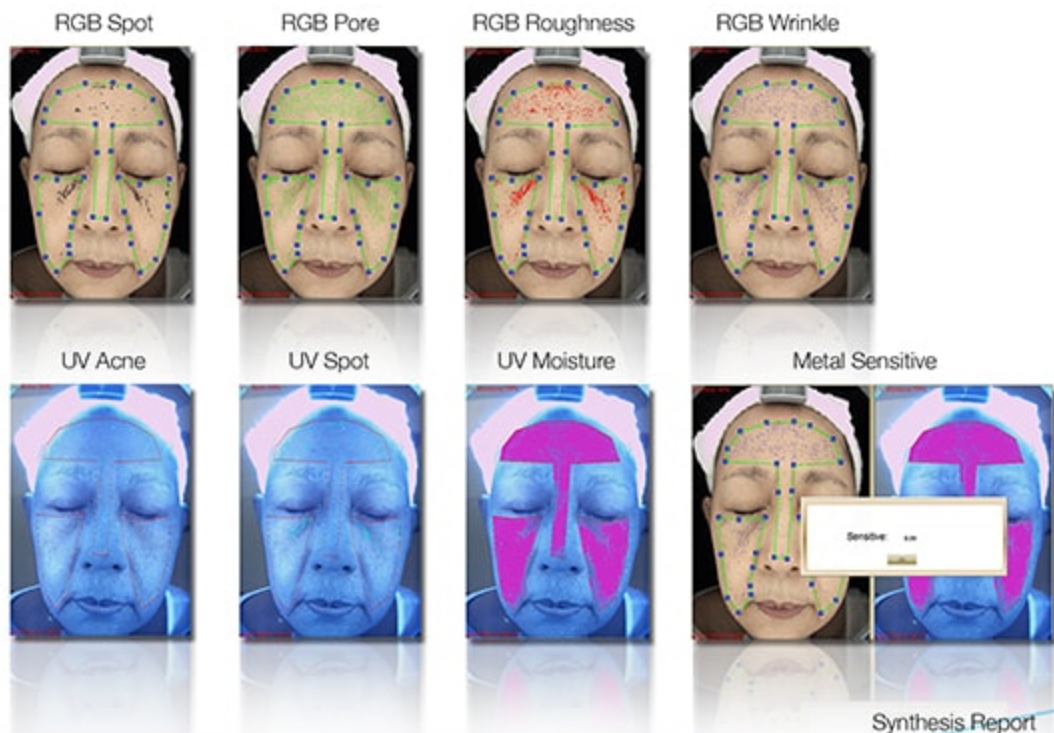 RGB Spot
RGB Pore
RGB Roughness
RGB Wrinkle
UV Acne
UV Spot
UV Moisture
Metal Sensitive
Sensitive:
Synthesis Report